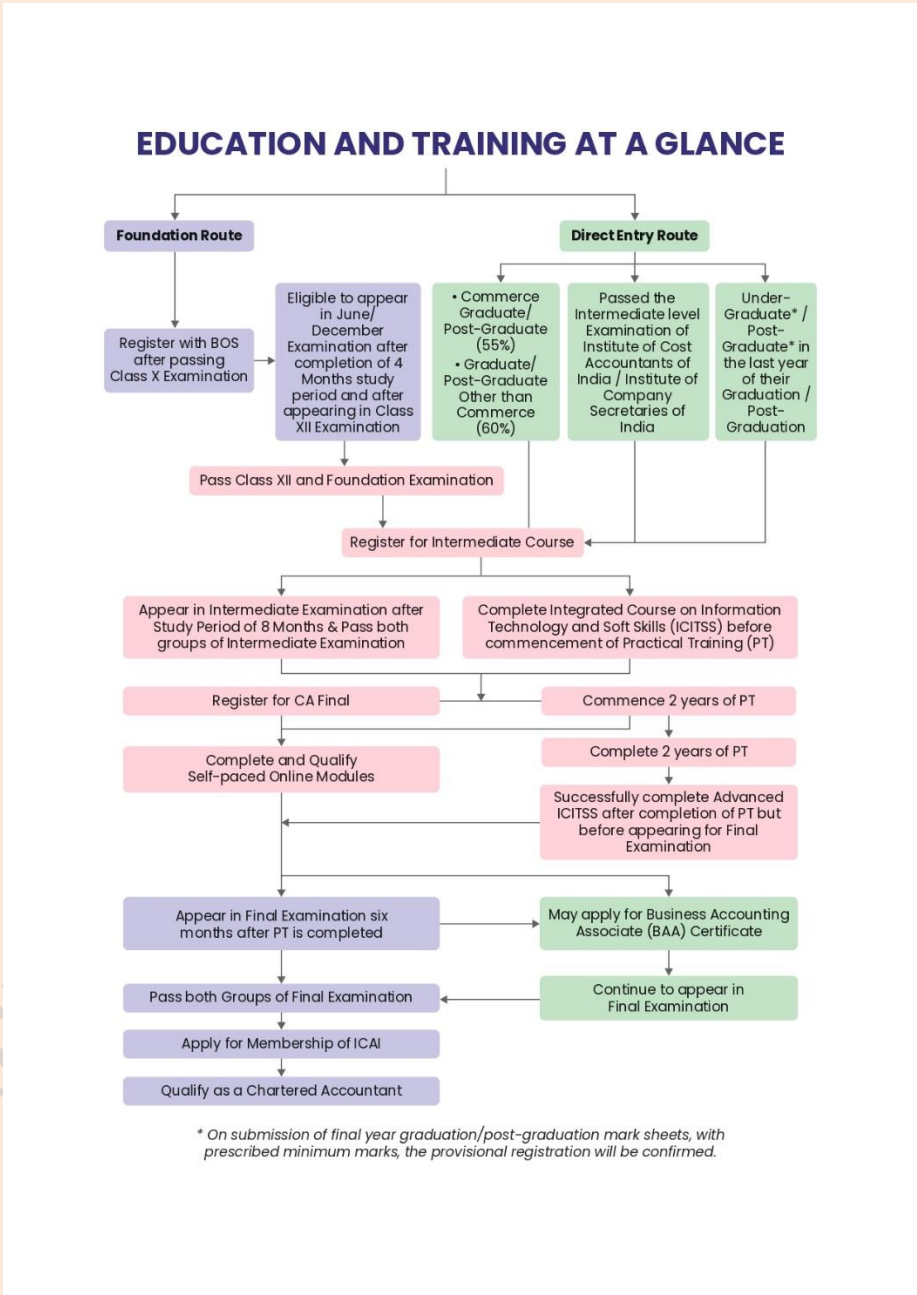 EDUCATION AND TRAINING AT A GLANCE
Foundation Route
Direct Entry Route
Register with BOS
after passing
Class X Examination
Eligible to appear
in June/
December
Examination after
completion of 4
Months study
period and after
appearing in Class
XII Examination
• Commerce
Graduate/
Post-Graduate
(55%)
• Graduate/
Post-Graduate
Other than
Commerce
(60%)
Passed the
Intermediate level
Examination of
Institute of Cost
Accountants of
India / Institute of
Company
Secretaries of
India
Under-
Graduate* /
Post-
Graduate* in
the last year
of their
Graduation /
Post-
Graduation
Pass Class XII and Foundation Examination
Register for Intermediate Course
Appear in Intermediate Examination after
Study Period of 8 Months & Pass both
groups of Intermediate Examination
Complete Integrated Course on Information
Technology and Soft Skills (ICITSS) before
commencement of Practical Training (PT)
Register for CA Final
Commence 2 years of PT
Complete and Qualify
Self-paced Online Modules
Complete 2 years of PT
Successfully complete Advanced
ICITSS after completion of PT but
before appearing for Final
Examination
Appear in Final Examination six
months after PT is completed
May apply for Business Accounting
Associate (BAA) Certificate
Pass both Groups of Final Examination
Continue to appear in
Final Examination
Apply for Membership of ICAI
Qualify as a Chartered Accountant
* On submission of final year graduation/post-graduation mark sheets, with
prescribed minimum marks, the provisional registration will be confirmed.